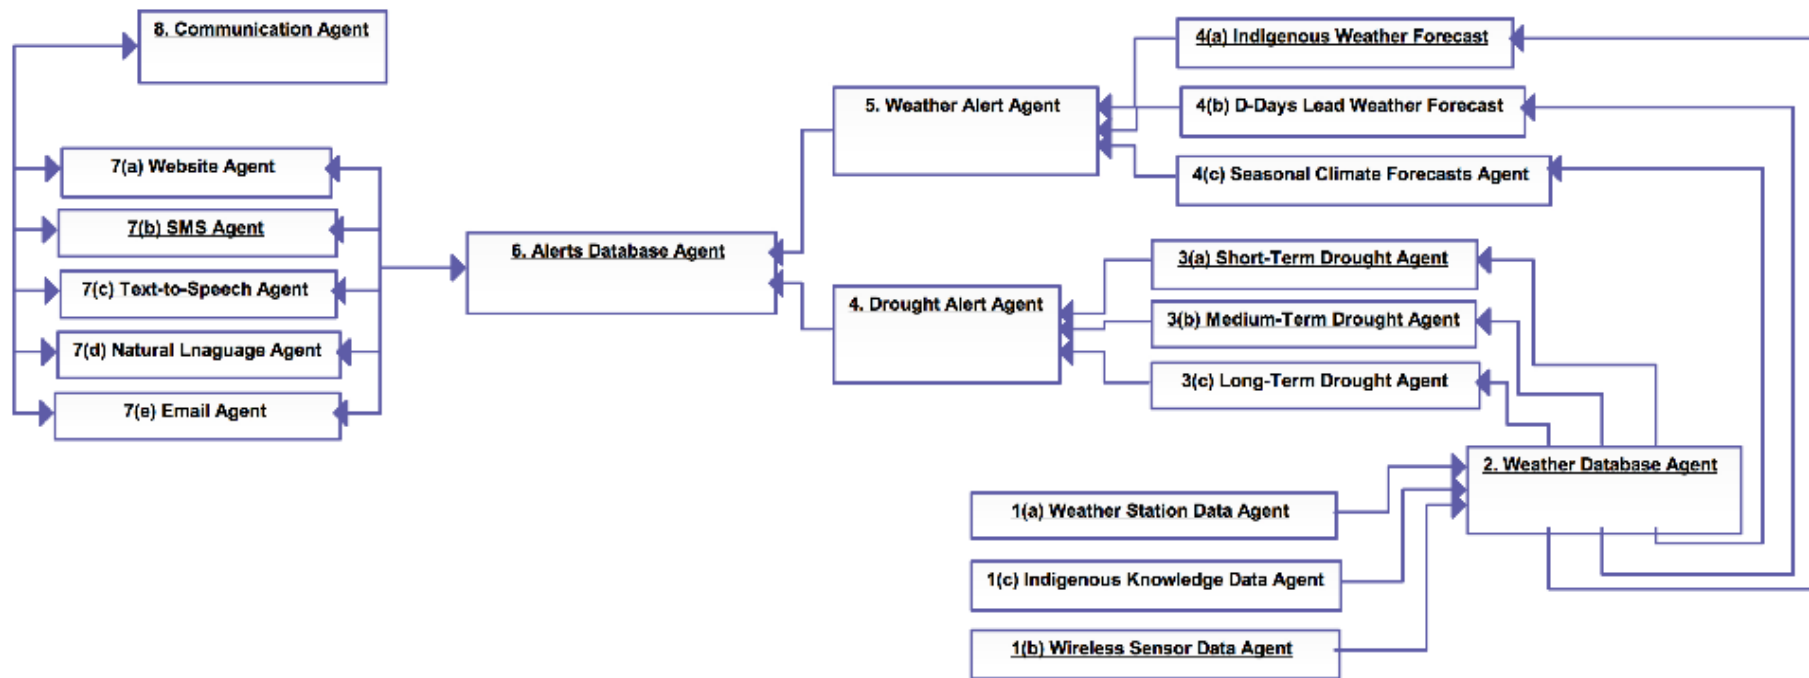 8. Communication Agent
7(a) Website Agent
7(b) SMS Agent
7(c) Text-to-Speech Agent
7(d) Natural Lnaguage Agent
7(e) Email Agent
6. Alerts Database Agent
5. Weather Alert Agent
4. Drought Alert Agent
4(a) Indigenous Weather Forecast
4(b) D-Days Lead Weather Forecast
4(c) Seasonal Climate Forecasts Agent
3(a) Short-Term Drought Agent
3(b) Medium-Term Drought Agent
3(c) Long-Term Drought Agent
2. Weather Database Agent
1(a) Weather Station Data Agent
1(c) Indigenous Knowledge Data Agent
1(b) Wireless Sensor Data Agent